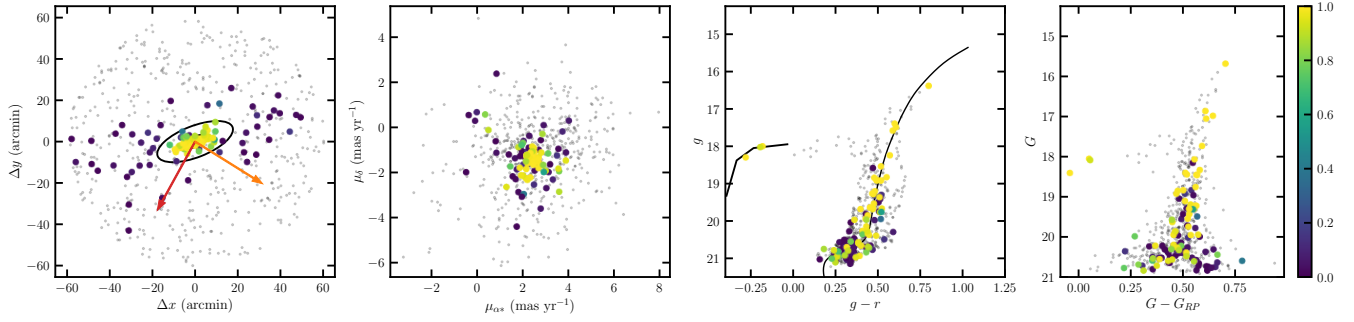 60
40
20
0
−20
−40
−60
Δy (arcmin)
−60 −40 −20 0 20 40 60
Δx (arcmin)
6
4
2
0
−2
−4
−6
μδ (mas yr−1)
−2 0 2 4 6 8
μα∗ (mas yr−1)
15
16
17
18
19
20
21
g
−0.25 0.00 0.25 0.50 0.75 1.00 1.25
g − r
15
16
17
18
19
20
21
G
0.00 0.25 0.50 0.75
G − GRP
1.0
0.8
0.6
0.4
0.2
0.0